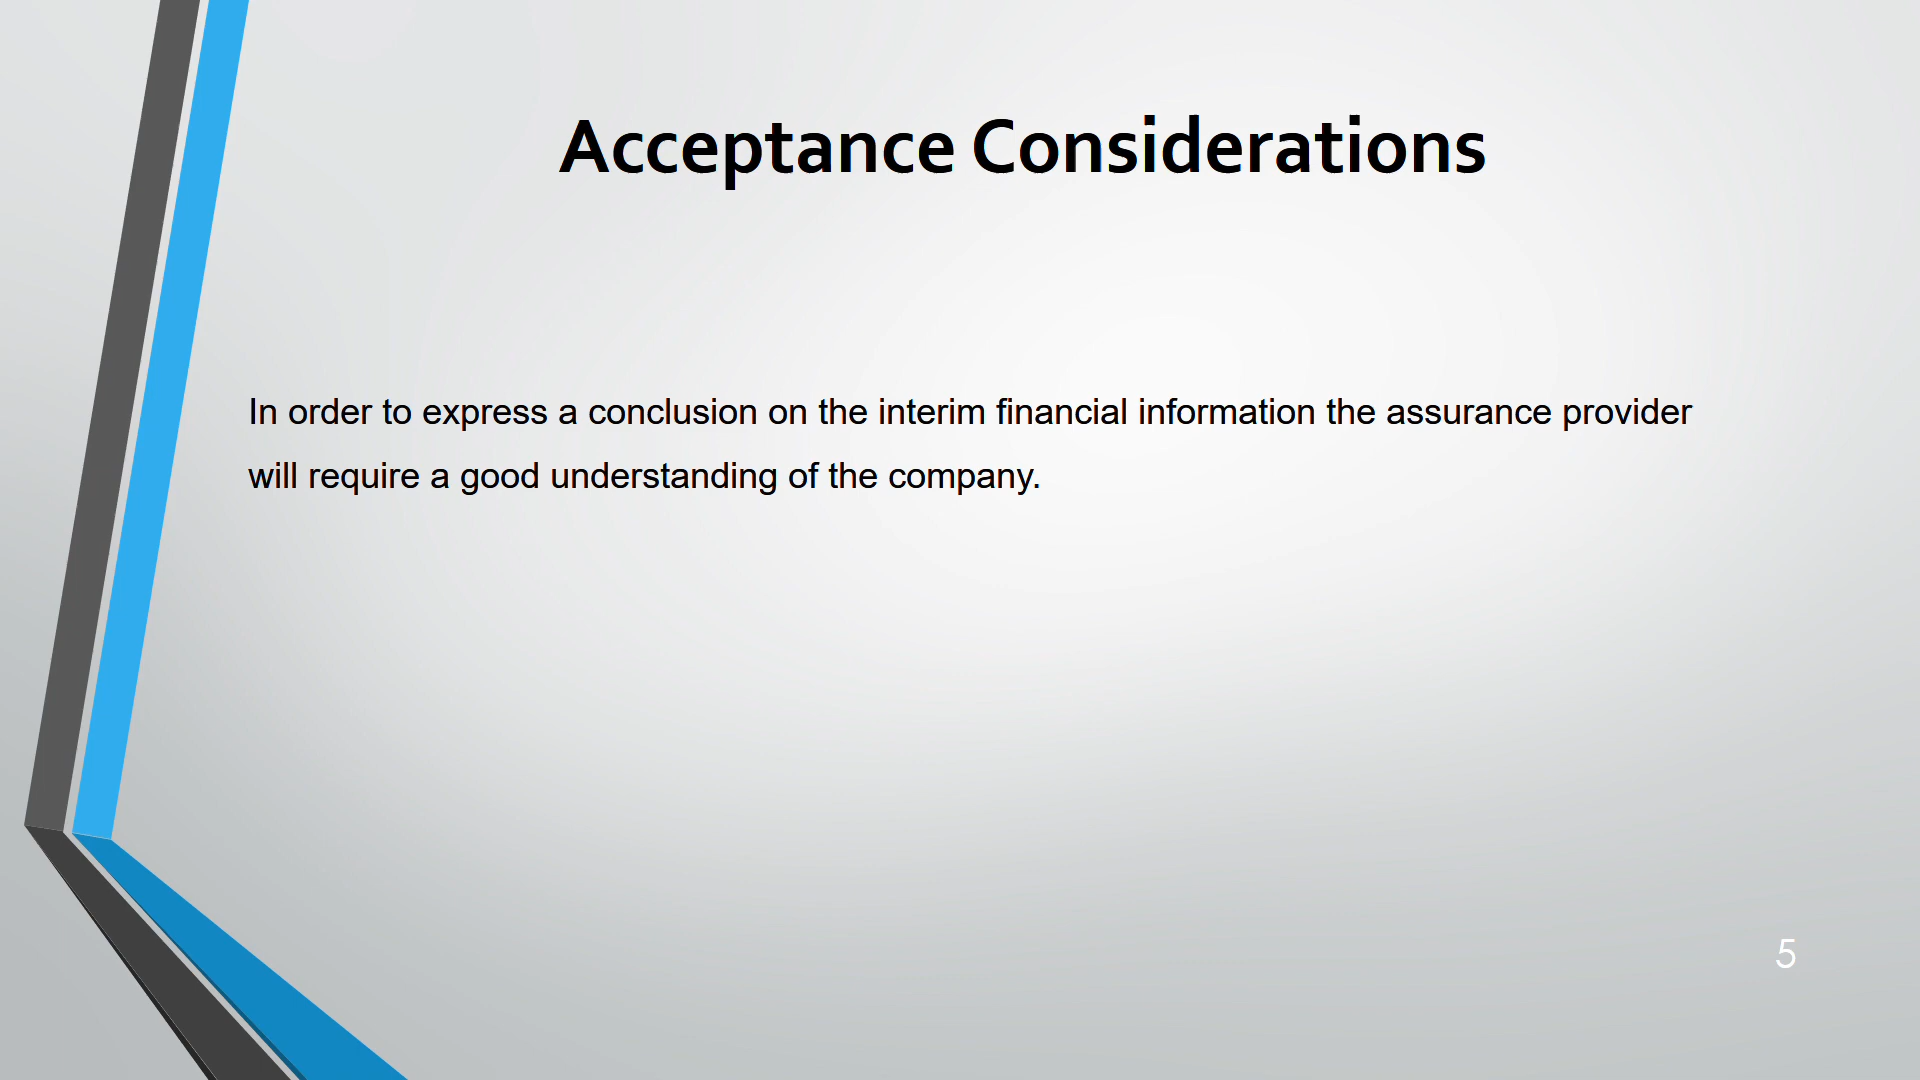 Acceptance Considerations
In order to express a conclusion on the interim financial information the assurance provider
will require a good understanding of the company.
5